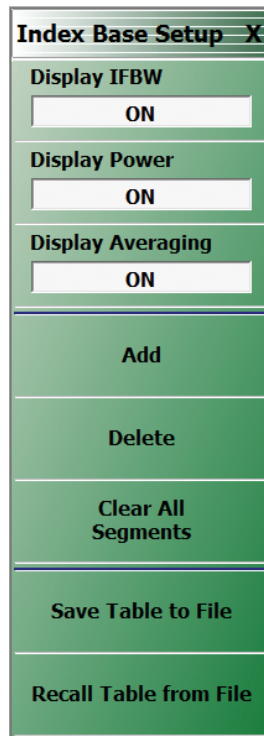 Index Base Setup X
Display IFBW
ON
Display Power
ON
Display Averaging
ON
Add
Delete
Clear All
Segments
Save Table to File
Recall Table from File